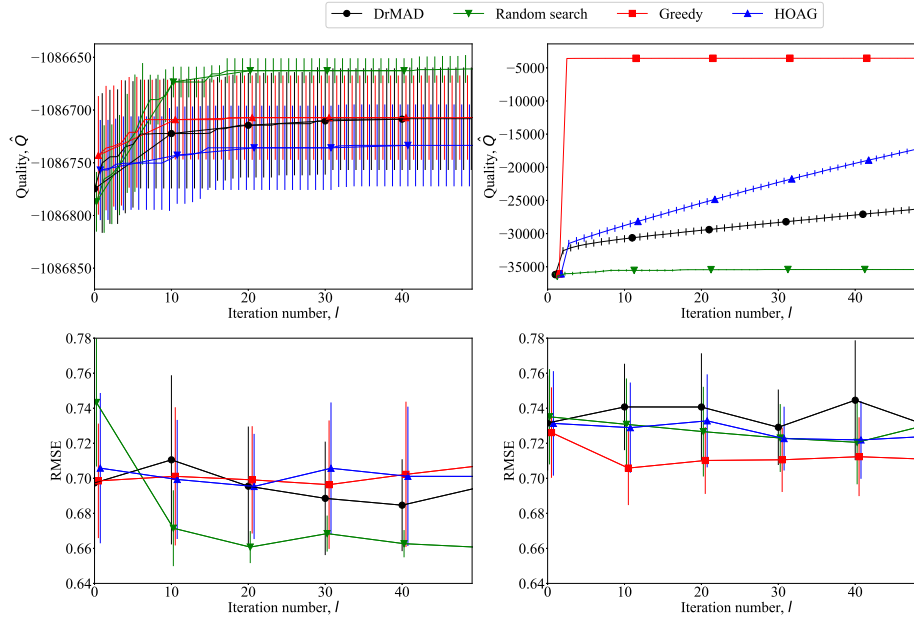 DrMAD Random search Greedy HOAG
Quality, Q̂
−1086650
−1086700
−1086750
−1086800
−1086850
0 10 20 30 40
Iteration number, l
Quality, Q̂
−5000
−10000
−15000
−20000
−25000
−30000
−35000
0 10 20 30 40
Iteration number, l
RMSE
0.78
0.76
0.74
0.72
0.70
0.68
0.66
0.64
0 10 20 30 40
Iteration number, l
RMSE
0.78
0.76
0.74
0.72
0.70
0.68
0.66
0.64
0 10 20 30 40
Iteration number, l